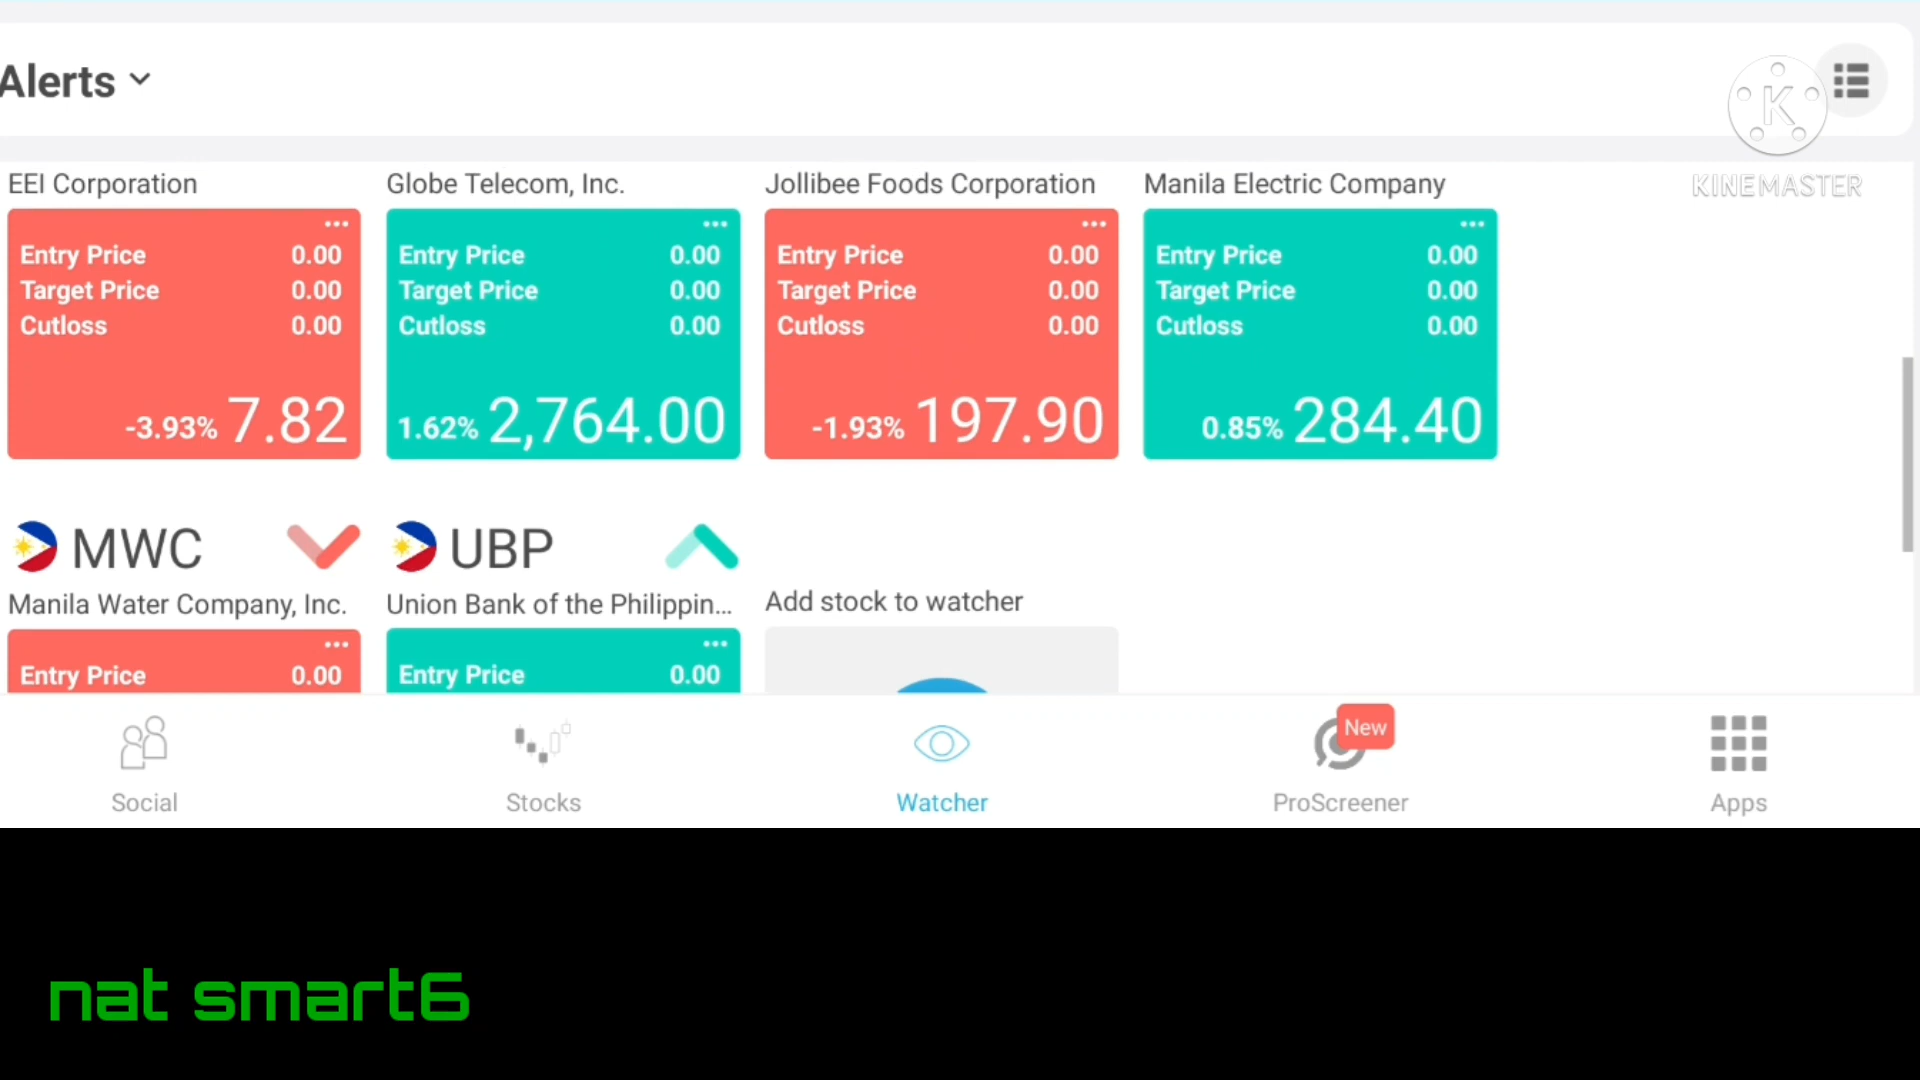 Alerts
K
KINEMASTER
EEI Corporation
Globe Telecom, Inc.
Jollibee Foods Corporation
Manila Electric Company
Entry Price 0.00
Target Price 0.00
Cutloss 0.00
-3.93% 7.82
Entry Price 0.00
Target Price 0.00
Cutloss 0.00
1.62% 2,764.00
Entry Price 0.00
Target Price 0.00
Cutloss 0.00
-1.93% 197.90
Entry Price 0.00
Target Price 0.00
Cutloss 0.00
0.85% 284.40
MWC
Manila Water Company, Inc.
Entry Price 0.00
UBP
Union Bank of the Philippin...
Entry Price 0.00
Add stock to watcher
Social
Stocks
Watcher
New
ProScreener
Apps
nat smart6